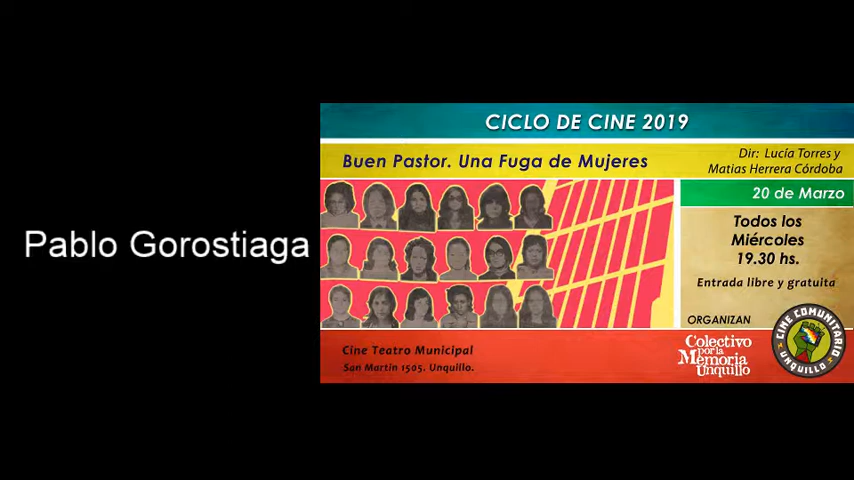 Pablo Gorostiaga
CICLO DE CINE 2019
Buen Pastor. Una Fuga de Mujeres
Dir: Lucía Torres y
Matias Herrera Córdoba
20 de Marzo
Todos los
Miércoles
19.30 hs.
Entrada libre y gratuita
ORGANIZAN
Colectivo
por la
Memoria
Unquillo
CINE COMUNITARIO
UNQUILLO
Cine Teatro Municipal
San Martín 1505. Unquillo.